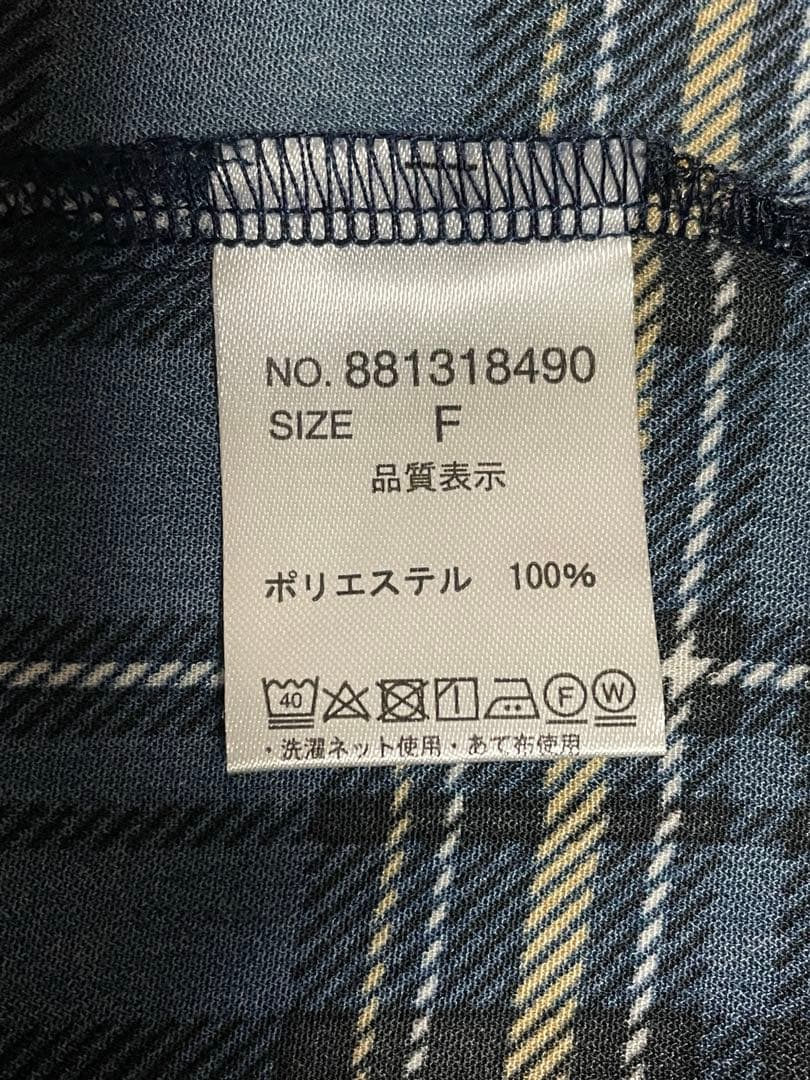 NO. 881318490
SIZE F
品質表示
ポリエステル 100%
40 F W
・洗濯ネット使用・あて布使用